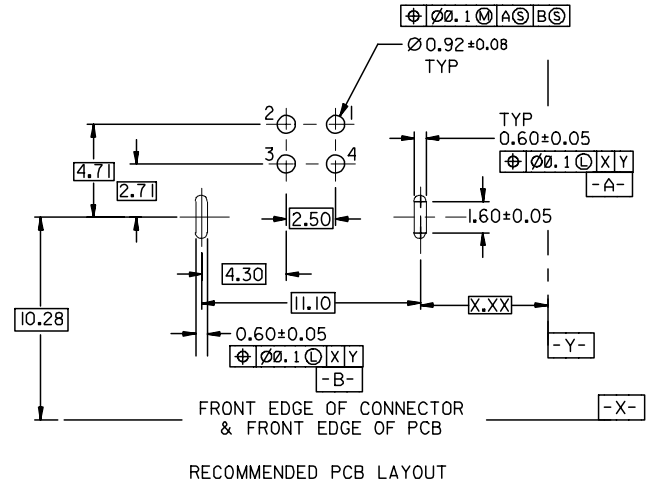 ⌖ Ø0.1 Ⓜ A Ⓢ B Ⓢ
Ø 0.92 ±0.08
TYP
2 1
TYP
0.60±0.05
3 4
⌖ Ø0.1 Ⓛ X Y
4.71
2.71
-A-
2.50
1.60±0.05
4.30
11.10
X.XX
10.28
0.60±0.05
-Y-
⌖ Ø0.1 Ⓛ X Y
-B-
FRONT EDGE OF CONNECTOR
-X-
& FRONT EDGE OF PCB
RECOMMENDED PCB LAYOUT